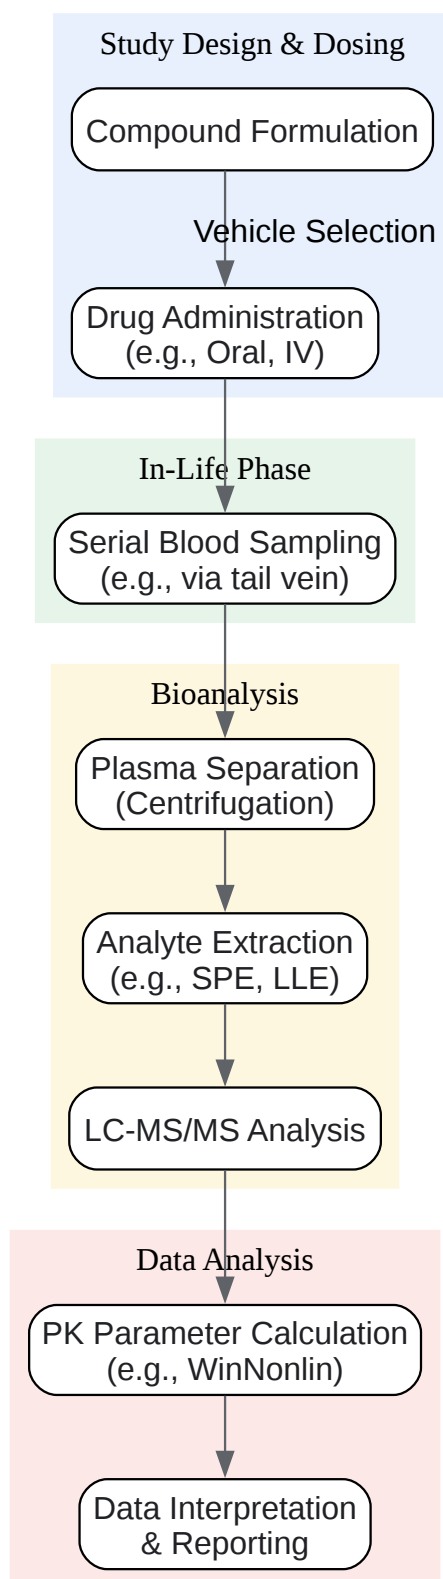 Study Design & Dosing
Compound Formulation
Vehicle Selection
Drug Administration
(e.g., Oral, IV)
In-Life Phase
Serial Blood Sampling
(e.g., via tail vein)
Bioanalysis
Plasma Separation
(Centrifugation)
Analyte Extraction
(e.g., SPE, LLE)
LC-MS/MS Analysis
Data Analysis
PK Parameter Calculation
(e.g., WinNonlin)
Data Interpretation
& Reporting